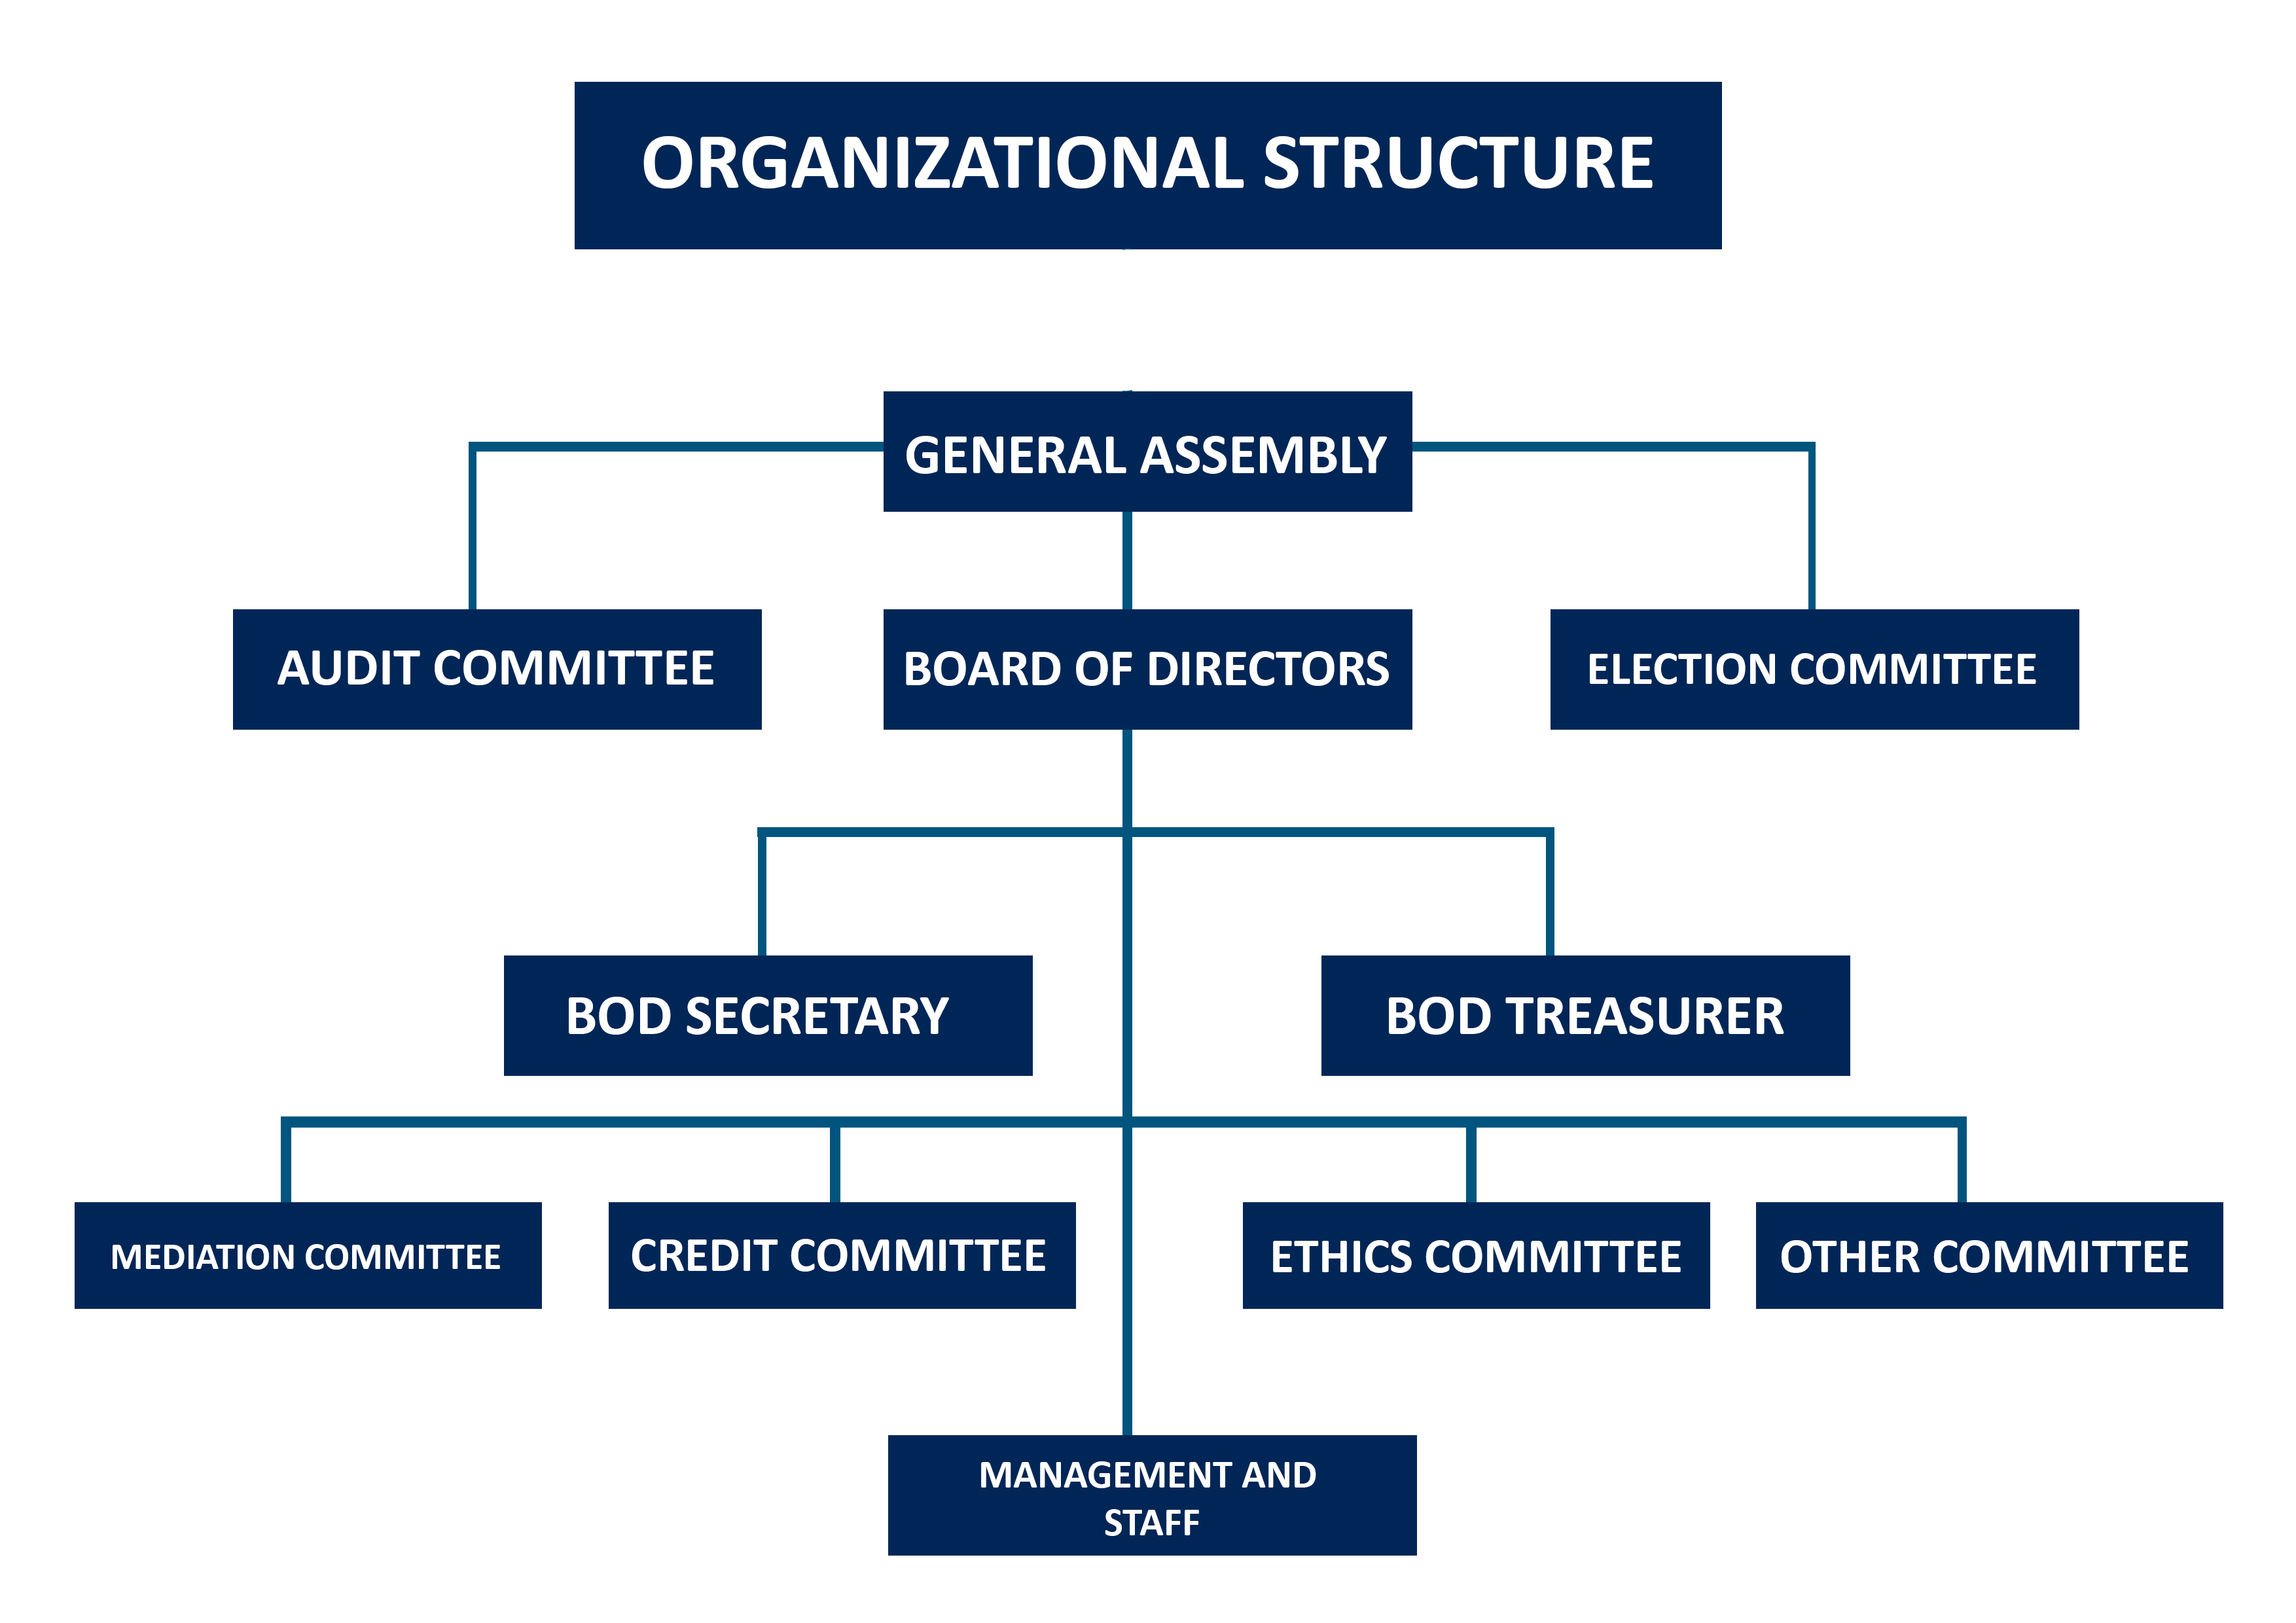 ORGANIZATIONAL STRUCTURE
GENERAL ASSEMBLY
AUDIT COMMITTEE
BOARD OF DIRECTORS
ELECTION COMMITTEE
BOD SECRETARY
BOD TREASURER
MEDIATION COMMITTEE
CREDIT COMMITTEE
ETHICS COMMITTEE
OTHER COMMITTEE
MANAGEMENT AND
STAFF